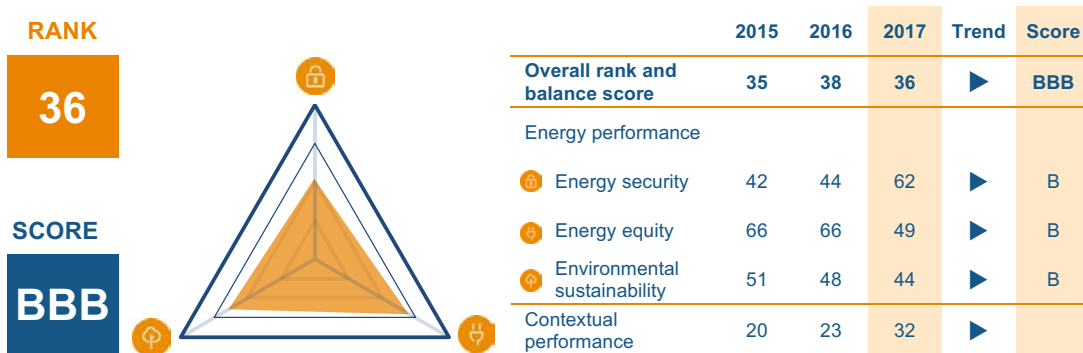 RANK
36
SCORE
BBB
2015 2016 2017 Trend Score
Overall rank and
balance score 35 38 36 BBB
Energy performance
Energy security 42 44 62 B
Energy equity 66 66 49 B
Environmental
sustainability 51 48 44 B
Contextual
performance 20 23 32